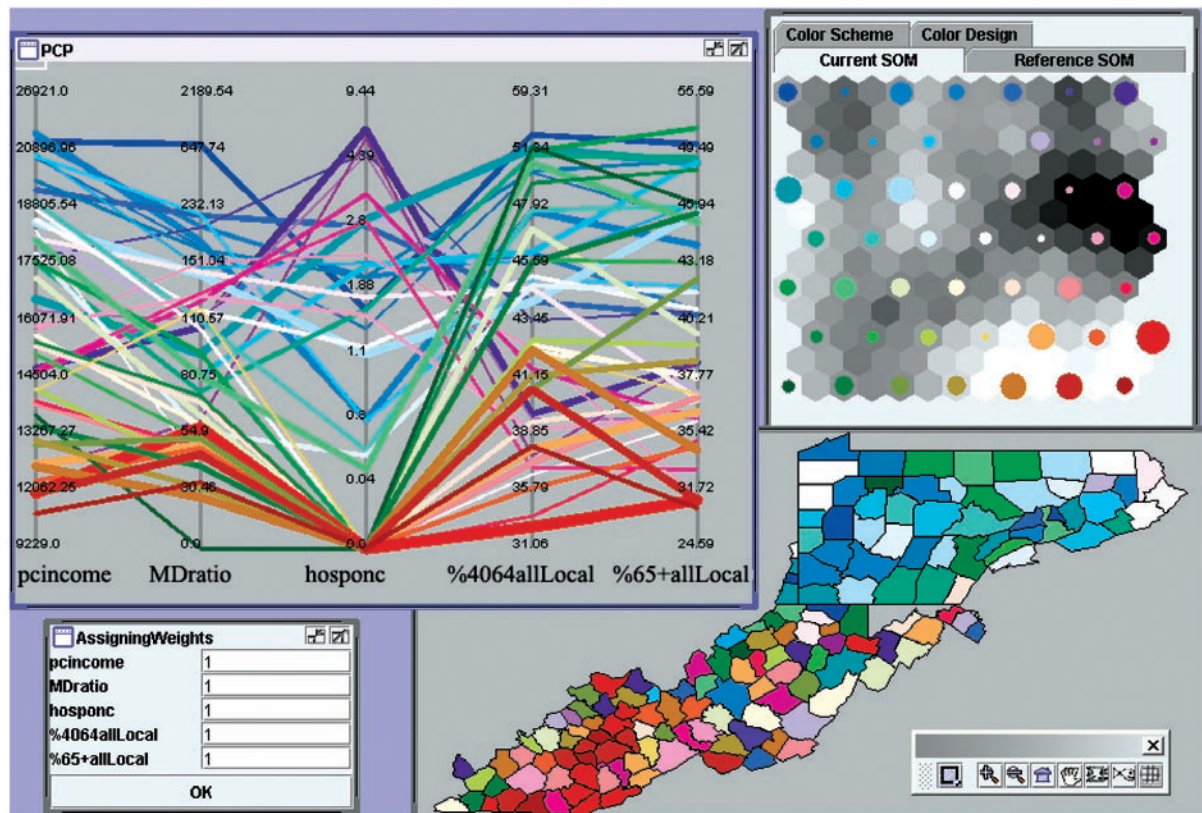 PCP
26921.0 2189.54 9.44 59.31 55.59
20896.96 647.74 4.39 51.34 49.49
18805.54 232.13 2.8 47.92 45.94
17525.08 151.04 1.88 45.59 43.18
16071.91 110.57 1.1 43.45 40.21
14504.0 80.75 0.6 41.15 37.77
13267.27 54.9 0.04 38.85 35.42
12062.25 30.46 35.79 31.72
9229.0 0.0 0.0 31.06 24.59
pcincome MDratio hosponc %4064allLocal %65+allLocal
Color Scheme Color Design
Current SOM Reference SOM
AssigningWeights
pcincome 1
MDratio 1
hosponc 1
%4064allLocal 1
%65+allLocal 1
OK